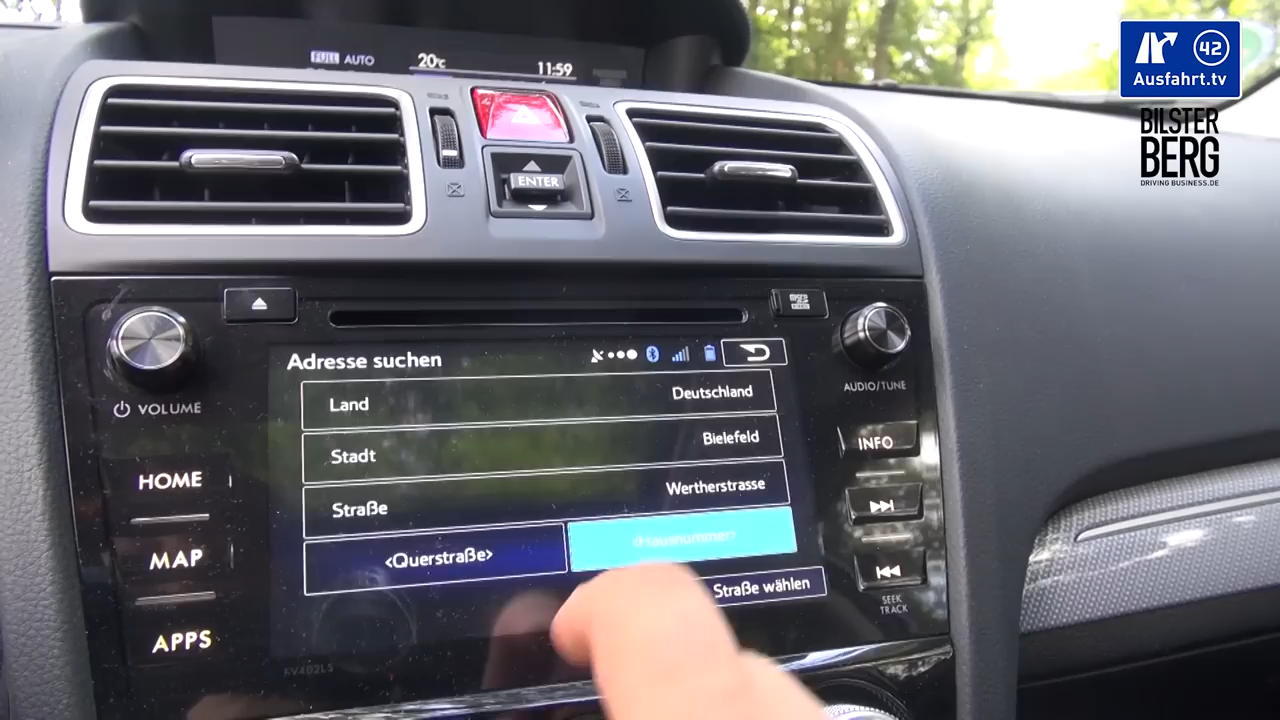 FULL AUTO 20°c 11:59
42
Ausfahrt.tv
BILSTER
BERG
DRIVING BUSINESS.DE
ENTER
VOLUME
HOME
MAP
APPS
Adresse suchen
Land Deutschland
Stadt Bielefeld
Straße Wertherstrasse
<Querstraße> <Hausnummer>
Straße wählen
AUDIO/TUNE
INFO
SEEK
TRACK